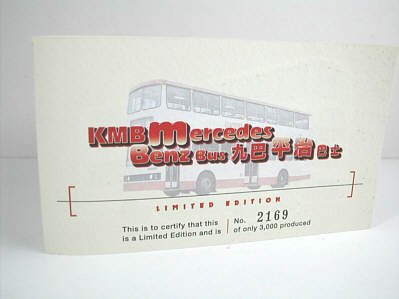 KMB Mercedes
Benz Bus 九巴平治巴士
LIMITED EDITION
This is to certify that this
is a Limited Edition and is
No. 2169
of only 3,000 produced